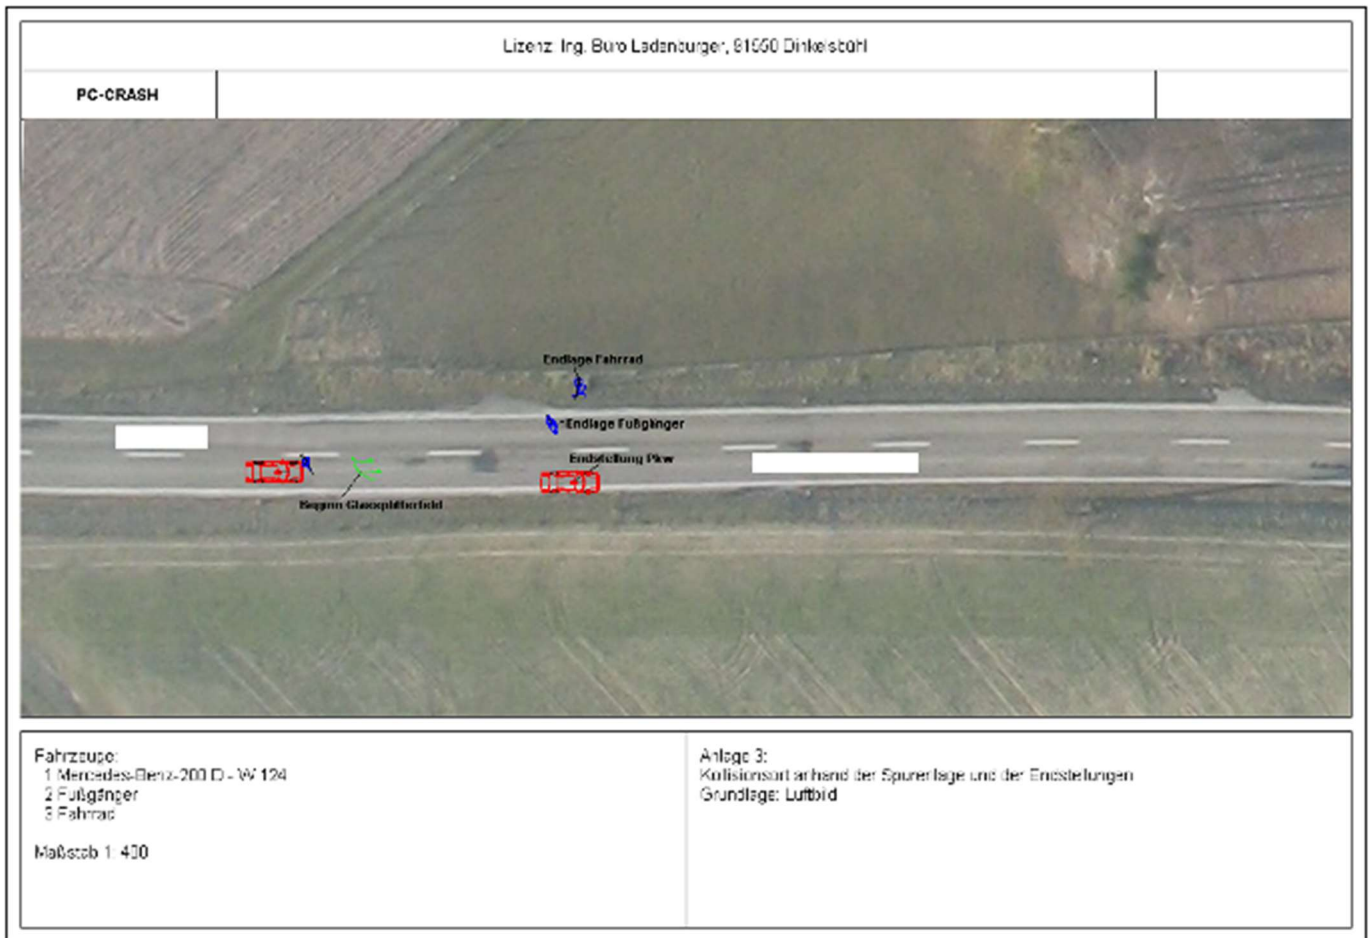 Lizenz: Ing. Büro Ladenburger, 91550 Dinkelsbühl
PC-CRASH
Endlage Fahrrad
Endlage Fußgänger
Endstellung Pkw
Beginn Glassplitterfeld
Fahrzeuge:
1 Mercedes-Benz-200 D - W 124
2 Fußgänger
3 Fahrrad
Maßstab 1: 400
Anlage 3:
Kollisionsort anhand der Spurenlage und der Endstellungen
Grundlage: Luftbild